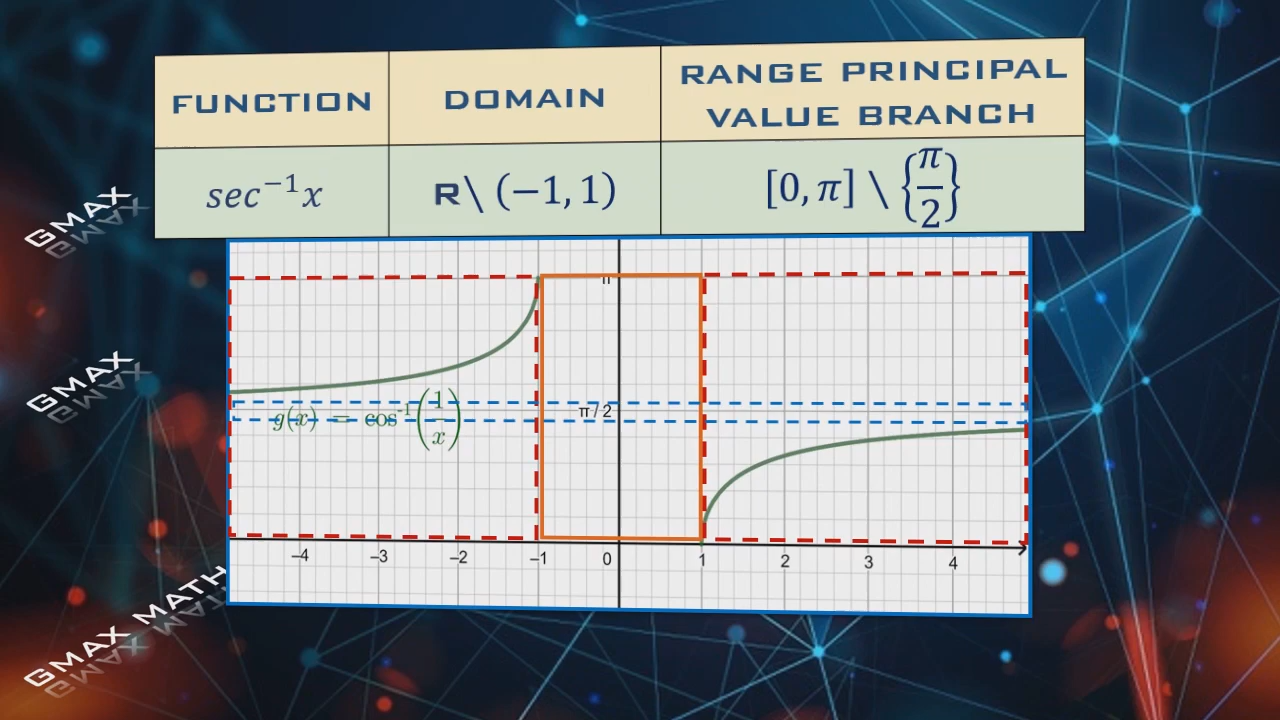 FUNCTION DOMAIN RANGE PRINCIPAL VALUE BRANCH
sec⁻¹x R\ (−1, 1) [0, π] \ {π/2}
GMAX
GMAX
GMAX MATH
π
π / 2
g(x) = cos⁻¹(1/x)
–4 –3 –2 –1 0 1 2 3 4